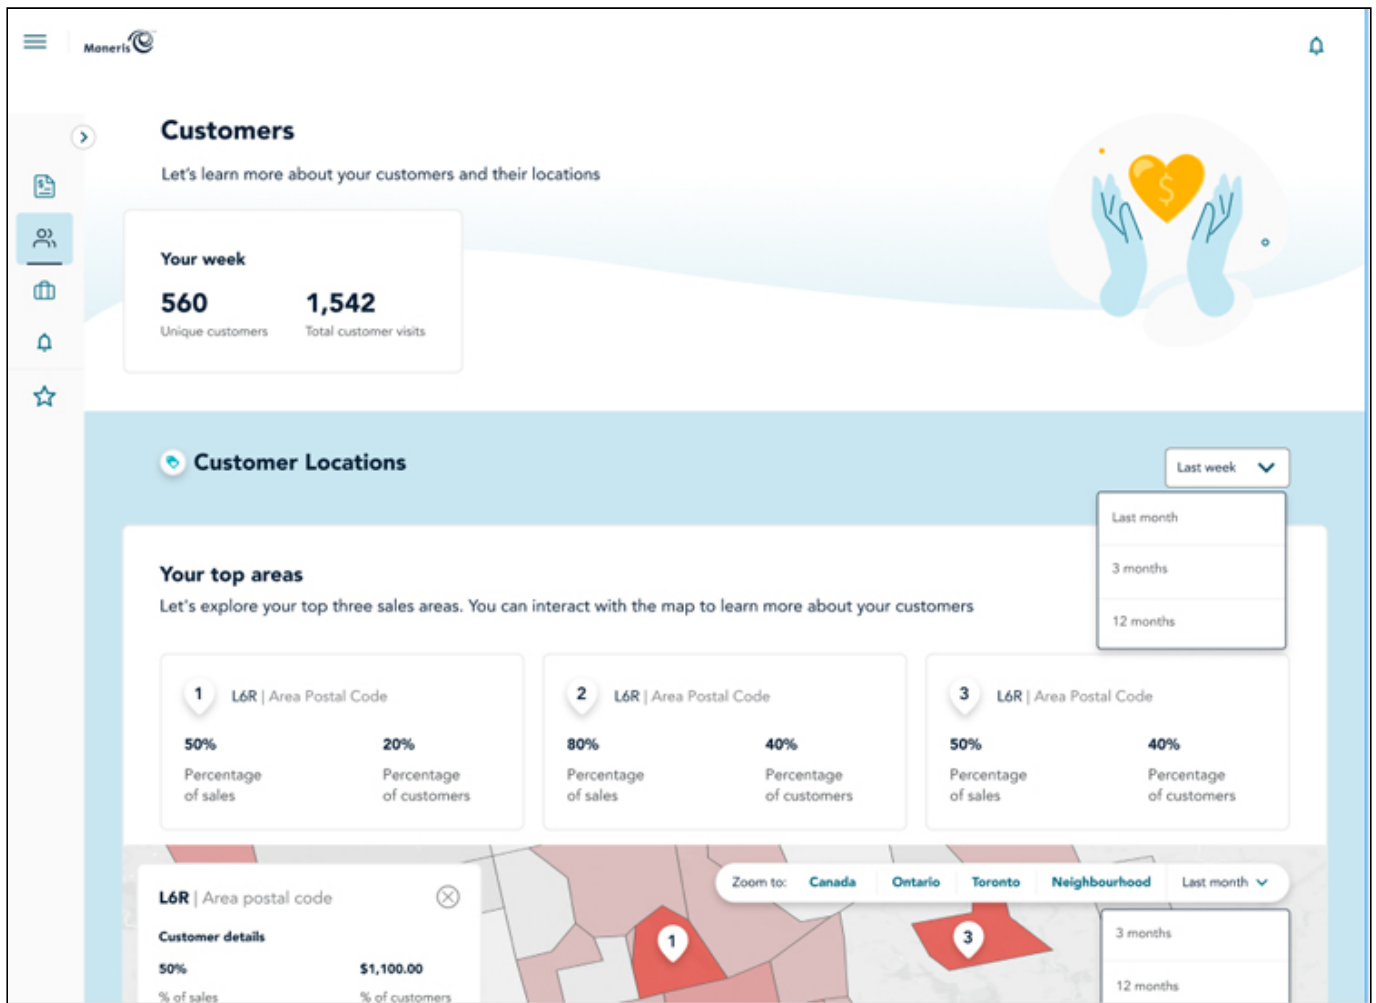 Moneris
Customers
Let's learn more about your customers and their locations
$
Your week
560
1,542
Unique customers
Total customer visits
Customer Locations
Last week
Last month
3 months
12 months
Your top areas
Let's explore your top three sales areas. You can interact with the map to learn more about your customers
1 L6R | Area Postal Code
50%
20%
Percentage
of sales
Percentage
of customers
2 L6R | Area Postal Code
80%
40%
Percentage
of sales
Percentage
of customers
3 L6R | Area Postal Code
50%
40%
Percentage
of sales
Percentage
of customers
Zoom to: Canada Ontario Toronto Neighbourhood Last month
3 months
12 months
L6R | Area postal code
Customer details
50%
$1,100.00
% of sales
% of customers
1
3